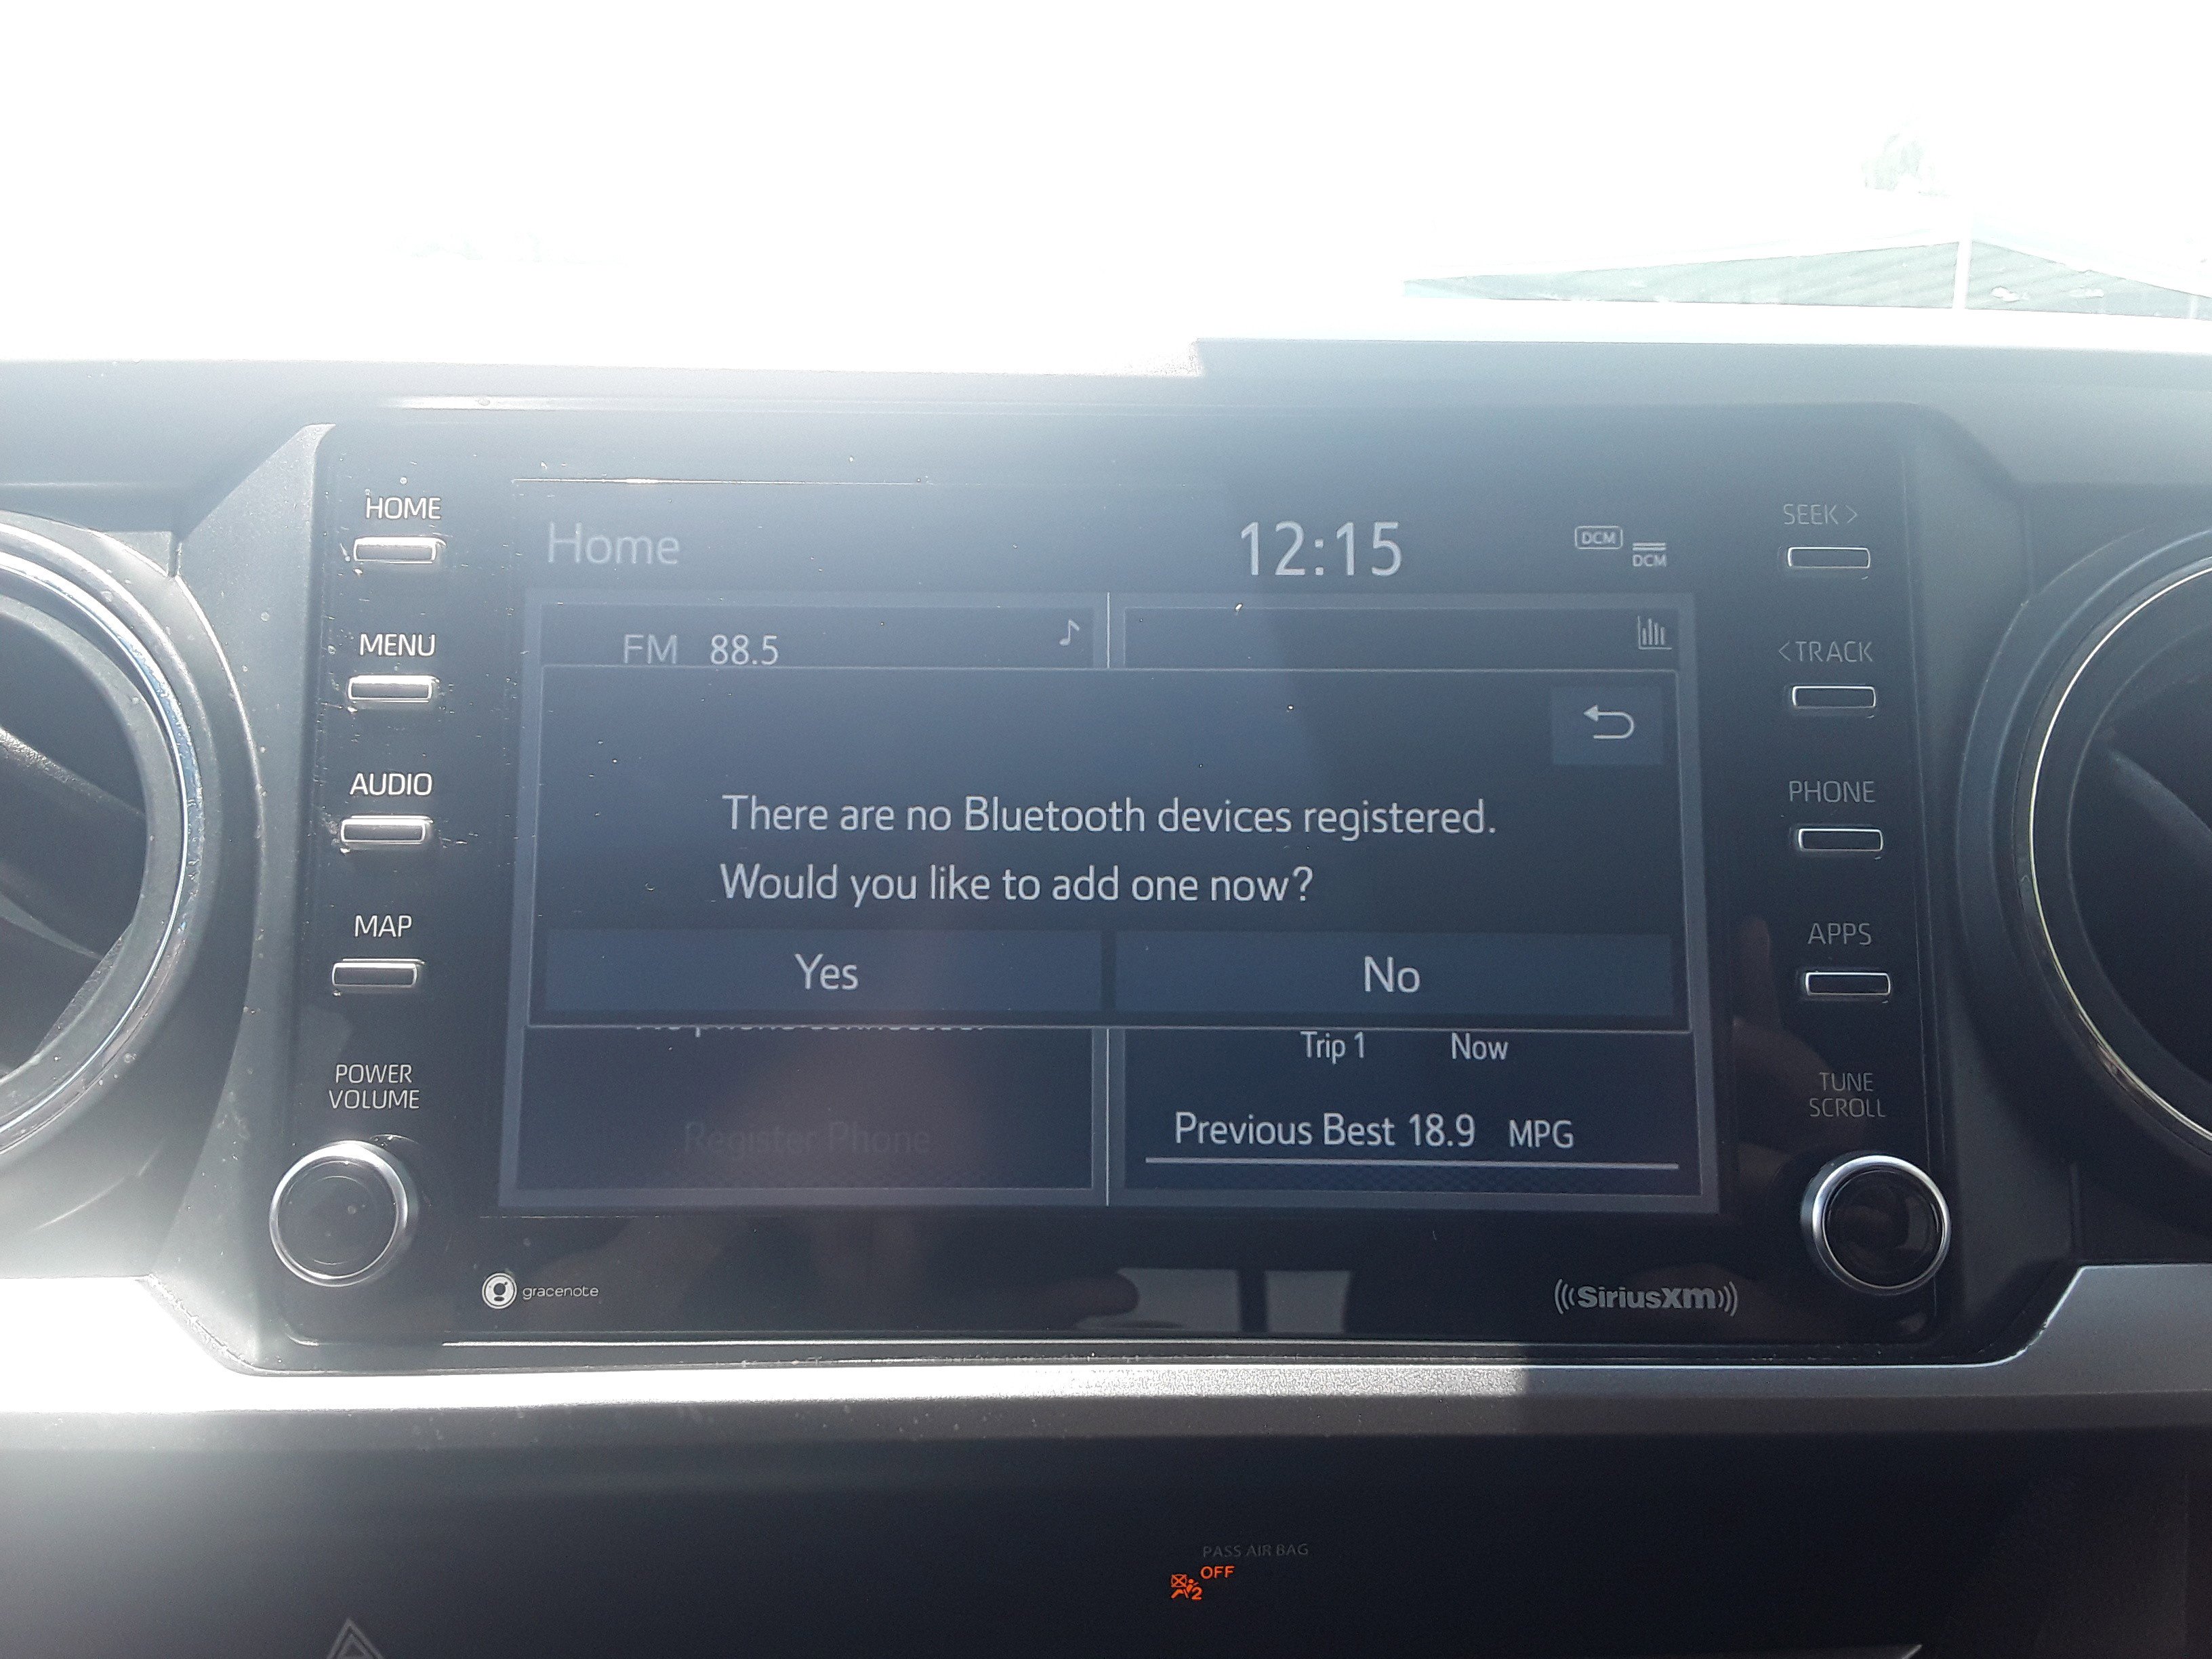 HOME
MENU
AUDIO
MAP
POWER
VOLUME
Home
12:15
DCM
DCM
FM 88.5
There are no Bluetooth devices registered.
Would you like to add one now?
Yes
No
Trip 1 Now
Register Phone
Previous Best 18.9 MPG
gracenote
SiriusXM
SEEK >
< TRACK
PHONE
APPS
TUNE
SCROLL
PASS AIR BAG
OFF
2